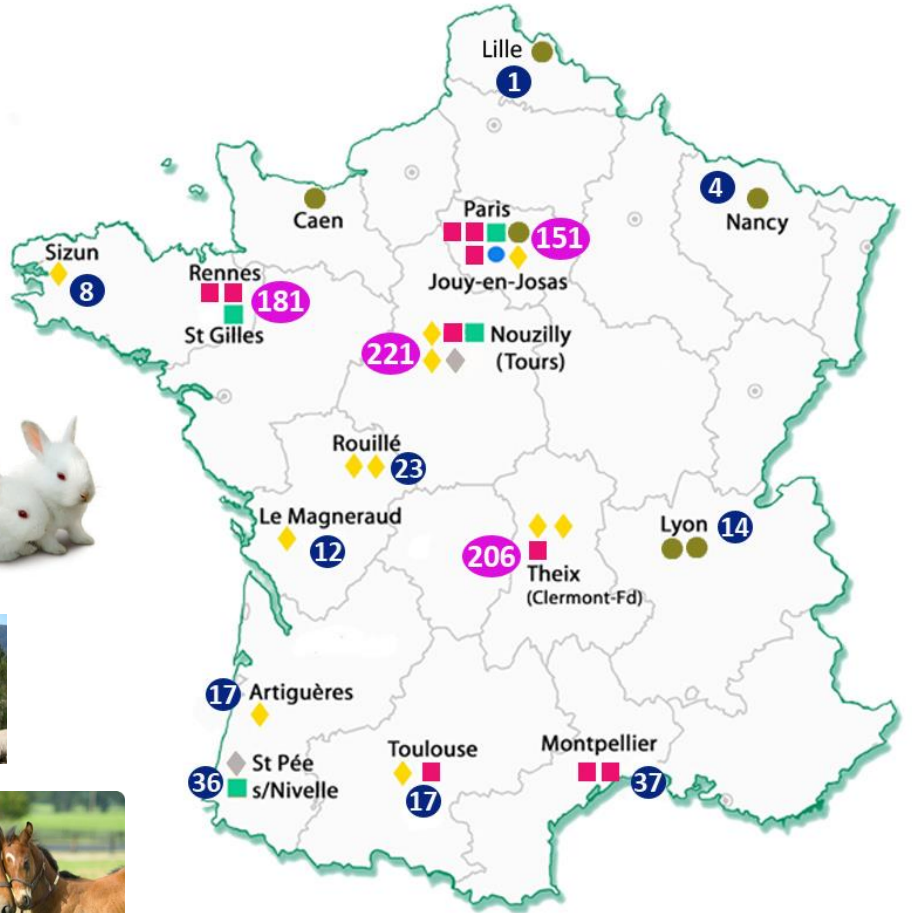 Lille
1
4
Nancy
Caen
Paris
151
Jouy-en-Josas
Sizun
8
Rennes
181
St Gilles
221
Nouzilly
(Tours)
Rouillé
23
Le Magneraud
12
206
Theix
(Clermont-Fd)
Lyon
14
17
Artiguères
St Pée
s/Nivelle
36
Toulouse
17
Montpellier
37